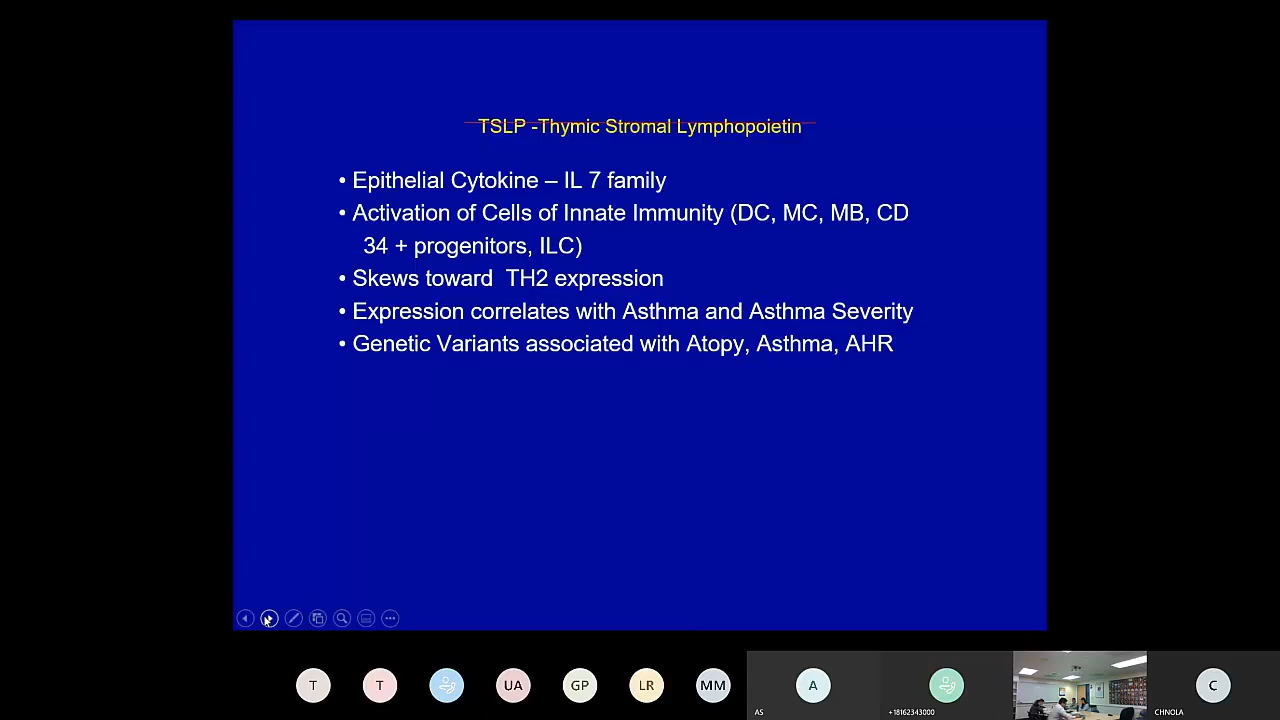 TSLP -Thymic Stromal Lymphopoietin
• Epithelial Cytokine – IL 7 family
• Activation of Cells of Innate Immunity (DC, MC, MB, CD
34 + progenitors, ILC)
• Skews toward  TH2 expression
• Expression correlates with Asthma and Asthma Severity
• Genetic Variants associated with Atopy, Asthma, AHR
T T UA GP LR MM A C
AS +18162343000 CHNOLA